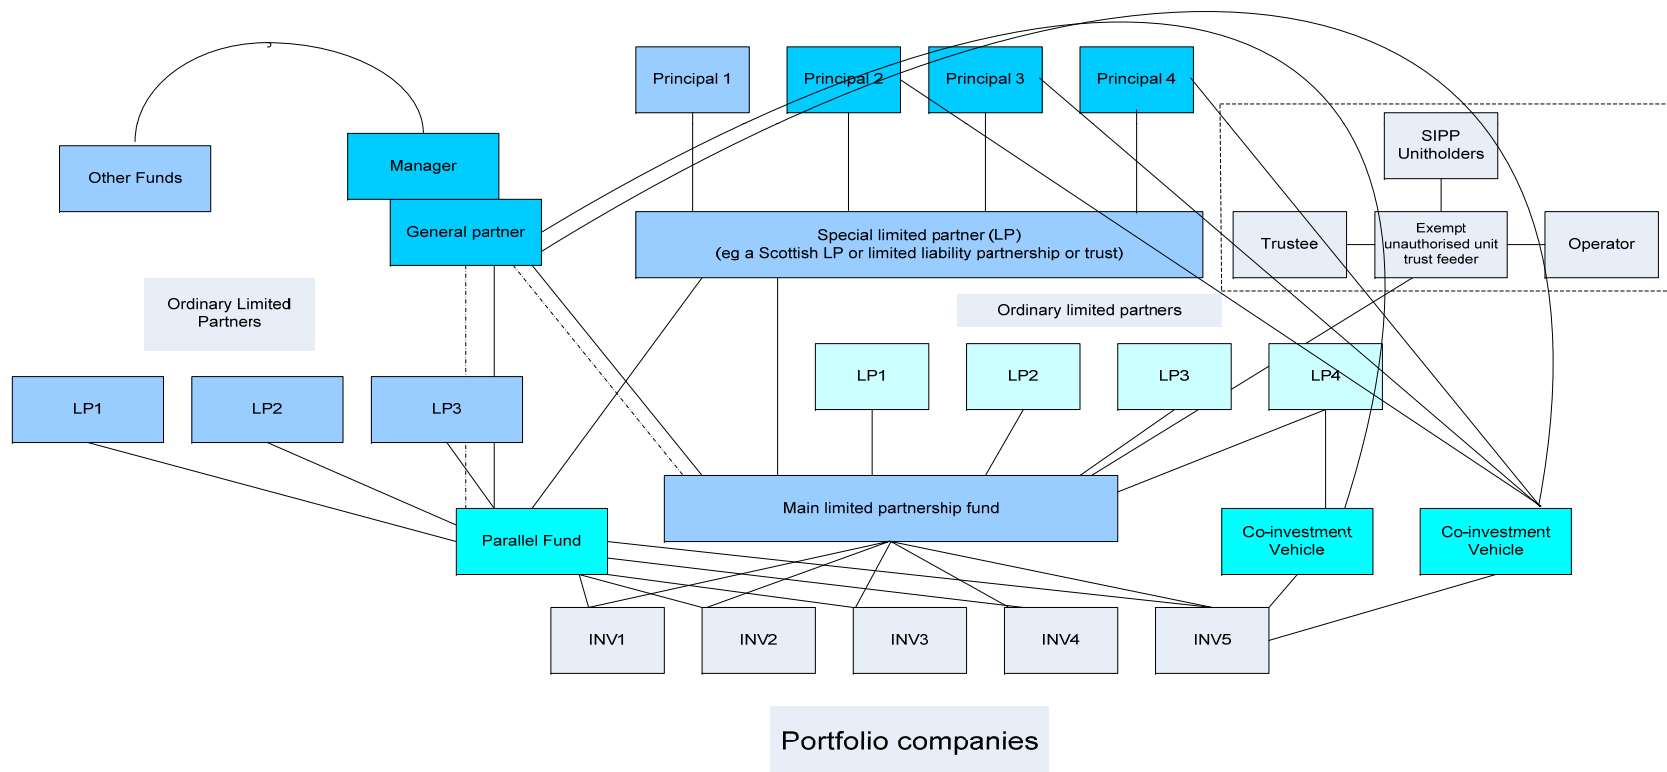 Principal 1
Principal 2
Principal 3
Principal 4
SIPP
Unitholders
Manager
Other Funds
General partner
Special limited partner (LP)
(eg a Scottish LP or limited liability partnership or trust)
Trustee
Exempt
unauthorised unit
trust feeder
Operator
Ordinary Limited
Partners
Ordinary limited partners
LP1
LP2
LP3
LP4
LP1
LP2
LP3
Main limited partnership fund
Parallel Fund
Co-investment
Vehicle
Co-investment
Vehicle
INV1
INV2
INV3
INV4
INV5
Portfolio companies